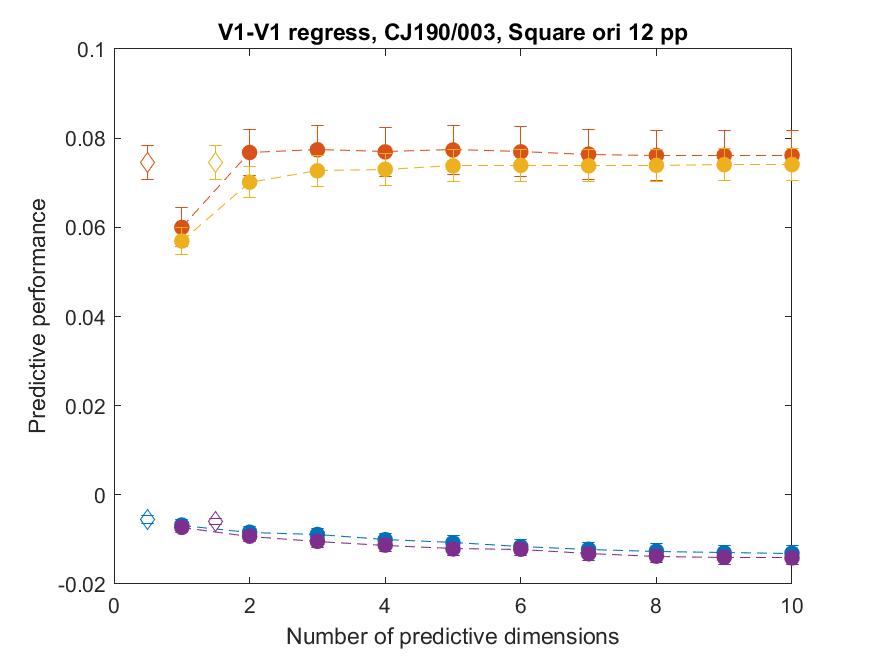 V1-V1 regress, CJ190/003, Square ori 12 pp
0.1
0.08
0.06
0.04
0.02
0
-0.02
Predictive performance
0 2 4 6 8 10
Number of predictive dimensions